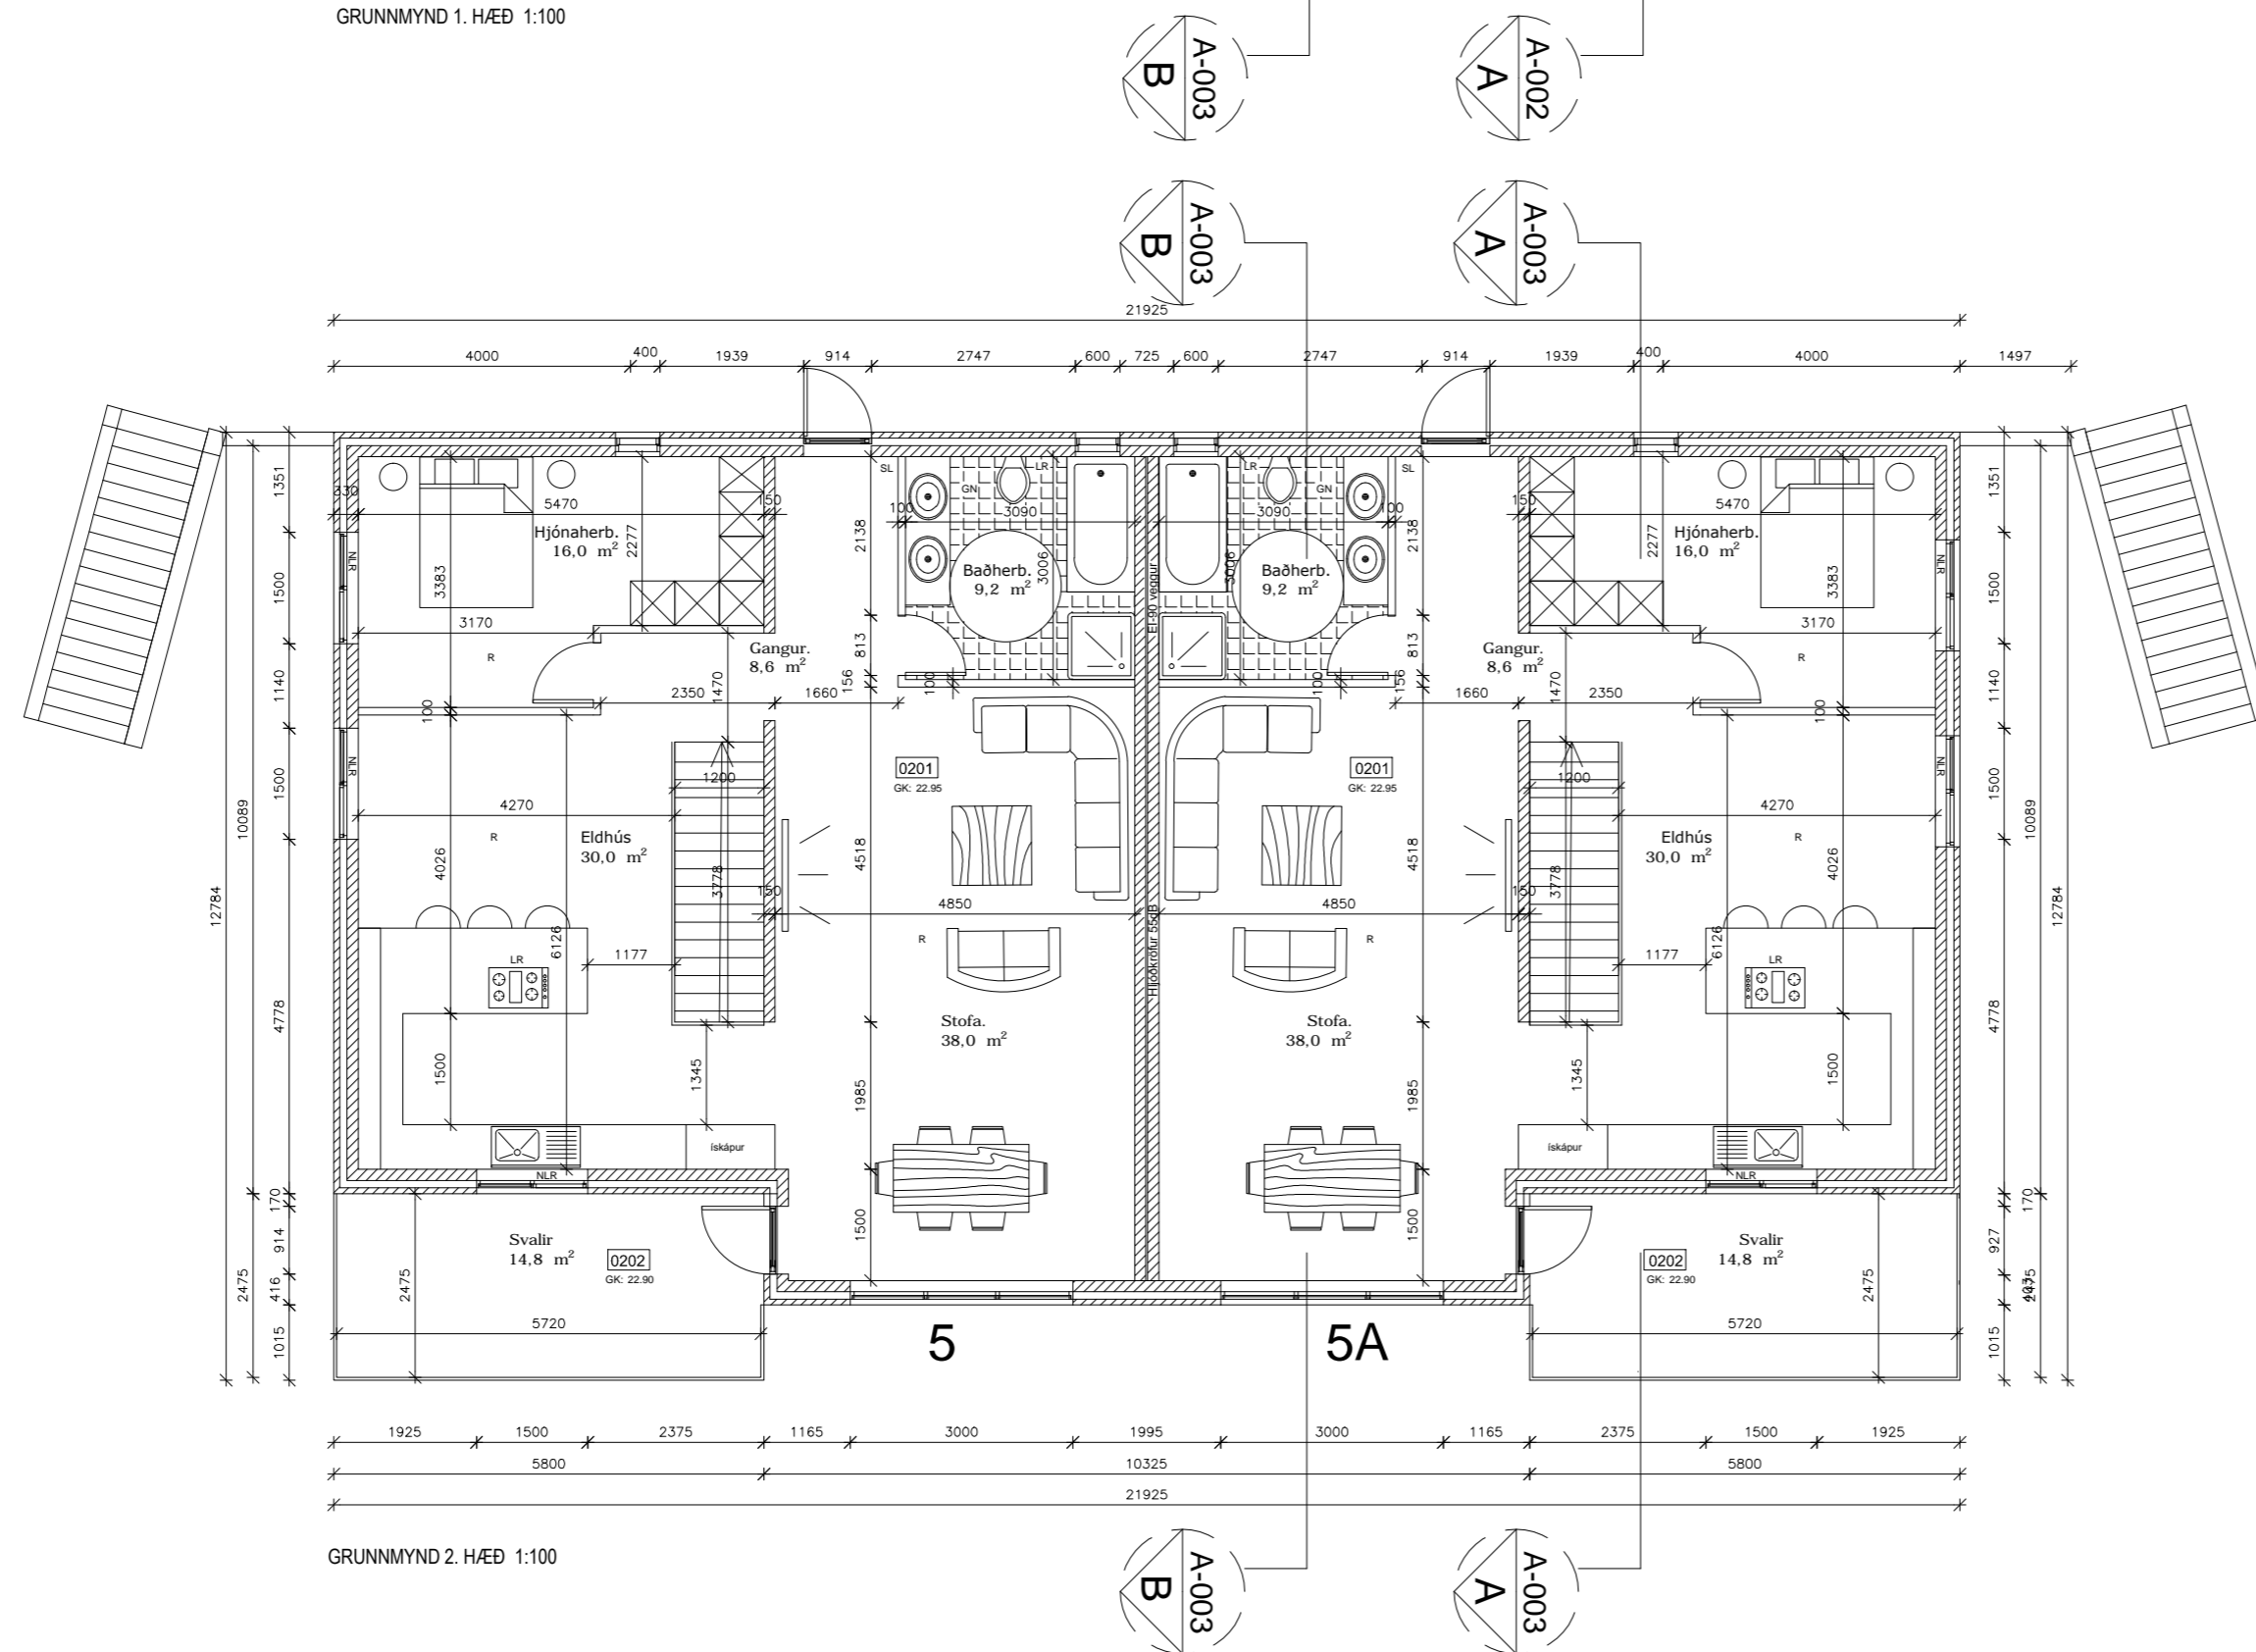 GRUNNMYND 1. HÆÐ 1:100
B A-003
A A-002
B A-003
A A-003
21925
4000 400 1939 914 2747 600 725 600 2747 914 1939 400 4000 1497
SL LR GN LR GN SL
330 5470 150 100 3090 3090 100 150 5470
1351 NLR 3383 2277 2138 3006 3006 2138 2277 3383 NLR 1351
Hjónaherb.
16,0 m²
Baðherb.
9,2 m²
Baðherb.
9,2 m²
Hjónaherb.
16,0 m²
EI-90 veggur
1500 1500
3170 3170
R R
Gangur.
8,6 m²
Gangur.
8,6 m²
813 813
1140 100 1470 156 100 100 156 1470 100 1140
2350 1660 1660 2350
NLR NLR
0201
GK: 22.95
0201
GK: 22.95
1200 1200
1500 1500
4270 4270
10089 10089
R R
Eldhús
30,0 m²
Eldhús
30,0 m²
12784 4026 3778 4518 4518 3778 4026 12784
150 4850 4850 150
Hljóðkröfur 55dB
R R
6126 1177 1177 6126
LR LR
4778 4778
Stofa.
38,0 m²
Stofa.
38,0 m²
1500 1345 1985 1985 1345 1500
ískápur ískápur
NLR NLR
170 170
914 1500 1500 927
Svalir
14,8 m²
0202
GK: 22.90
0202
GK: 22.90
Svalir
14,8 m²
2475 416 2475 2475 2475
5720 5720
1015 1015
5 5A
1925 1500 2375 1165 3000 1995 3000 1165 2375 1500 1925
5800 10325 5800
21925
GRUNNMYND 2. HÆÐ 1:100
B A-003
A A-003